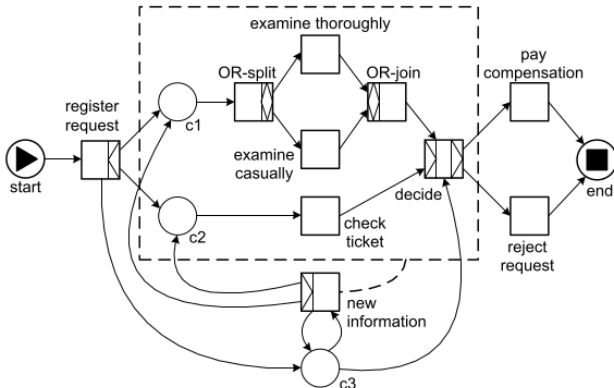 examine thoroughly
OR-split
OR-join
pay
compensation
register
request
c1
start
examine
casually
decide
end
c2
check
ticket
reject
request
new
information
c3